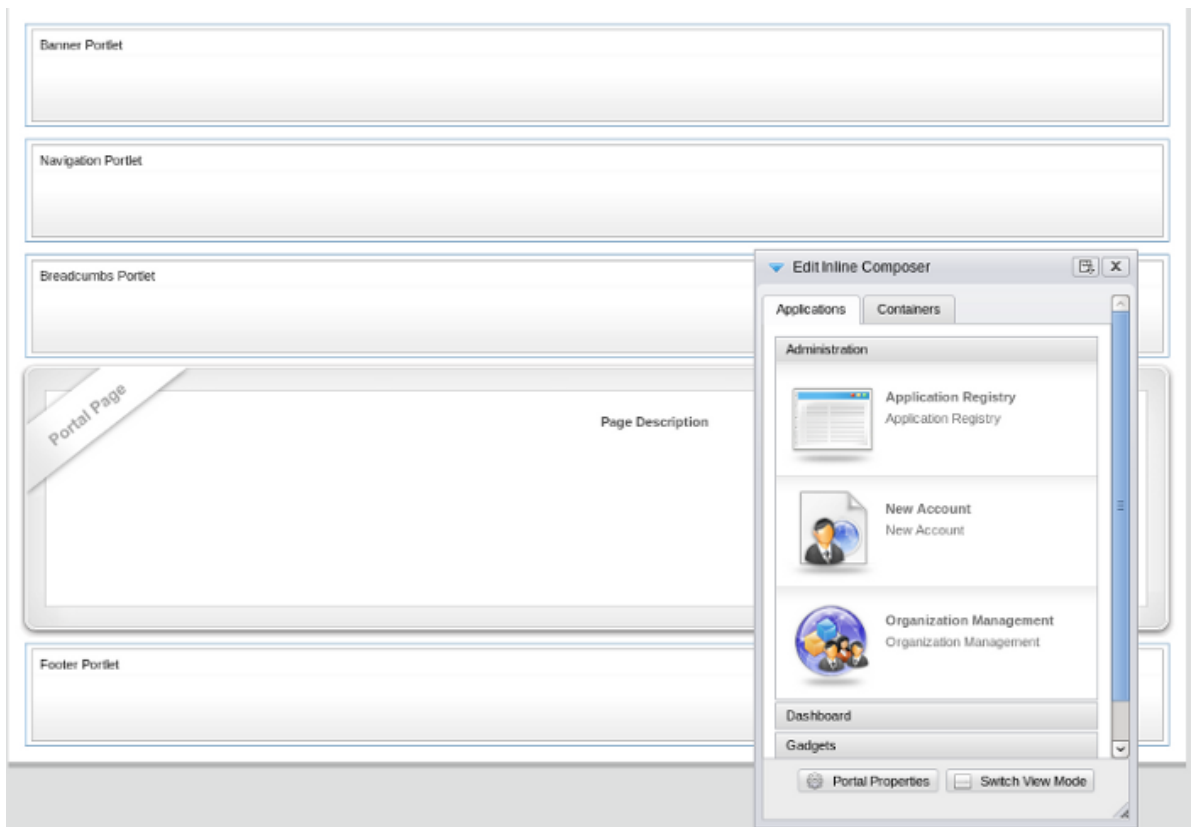 Banner Portlet
Navigation Portlet
Breadcumbs Portlet
Portal Page
Page Description
Footer Portlet
Edit Inline Composer
Applications
Containers
Administration
Application Registry
Application Registry
New Account
New Account
Organization Management
Organization Management
Dashboard
Gadgets
Portal Properties
Switch View Mode